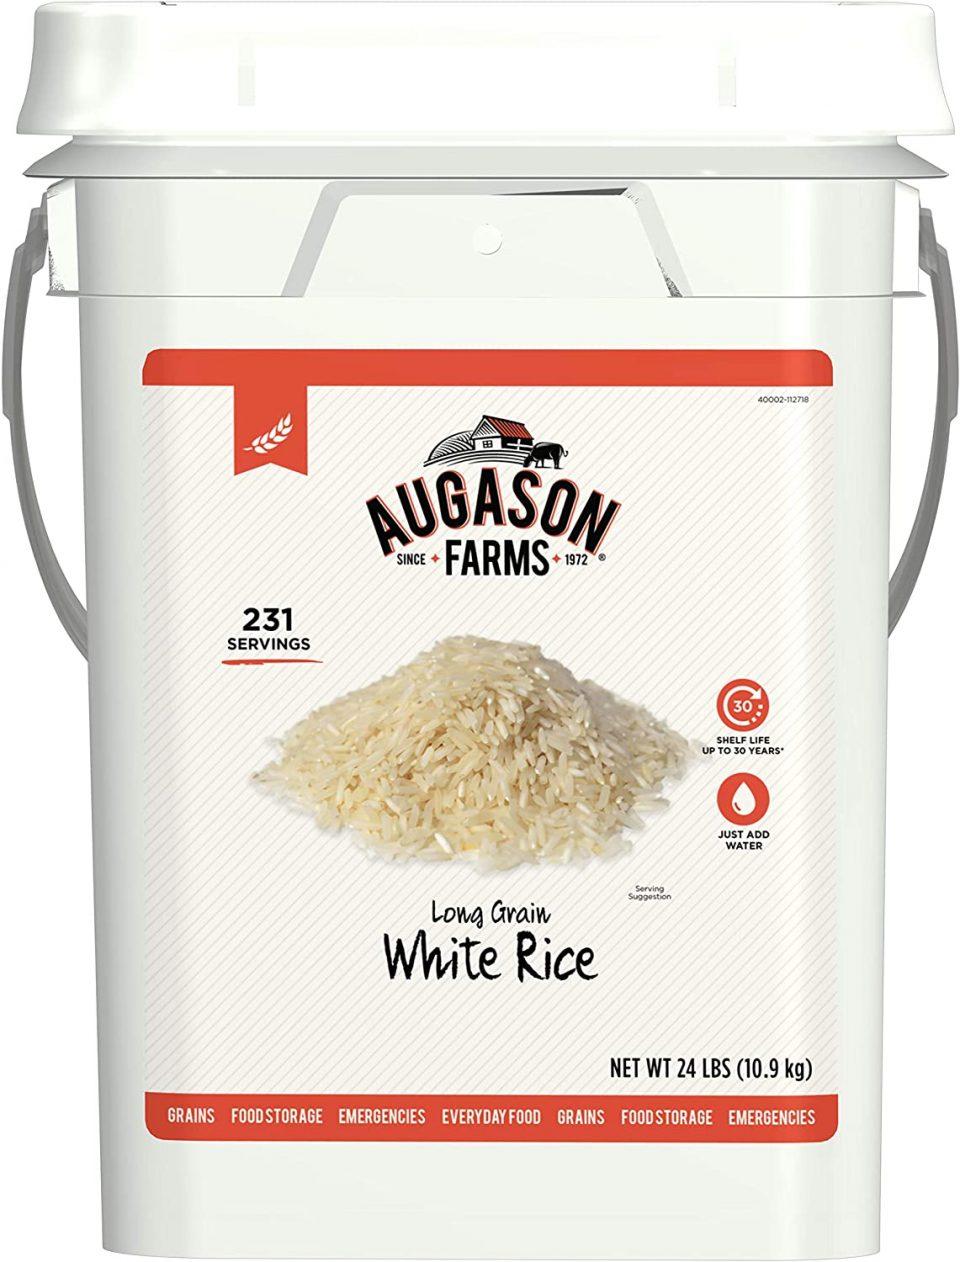 40002-112718
AUGASON
SINCE FARMS 1972 ®
231
SERVINGS
30
SHELF LIFE
UP TO 30 YEARS*
JUST ADD
WATER
Serving
Suggestion
Long Grain
White Rice
NET WT 24 LBS (10.9 kg)
GRAINS FOOD STORAGE EMERGENCIES EVERYDAY FOOD GRAINS FOOD STORAGE EMERGENCIES